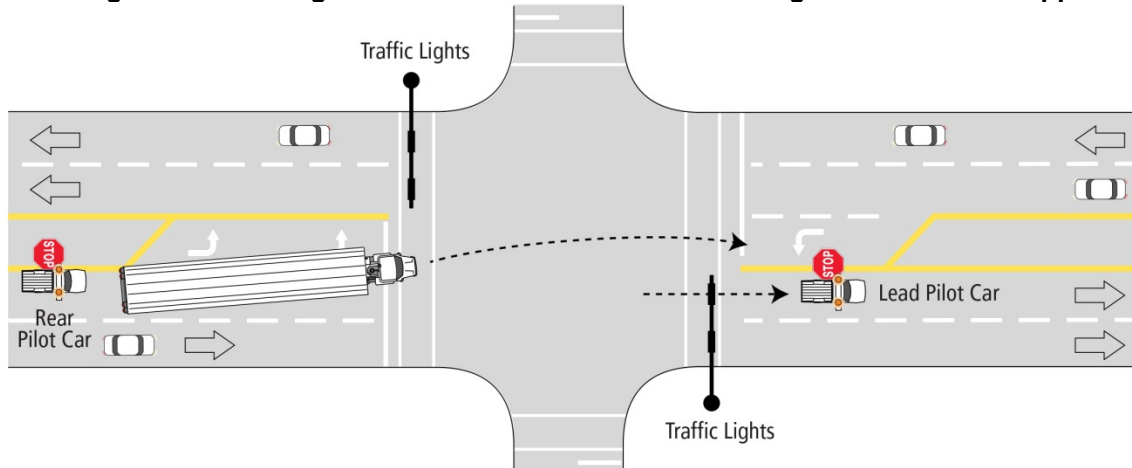 Traffic Lights
STOP
STOP
Lead Pilot Car
Rear
Pilot Car
Traffic Lights